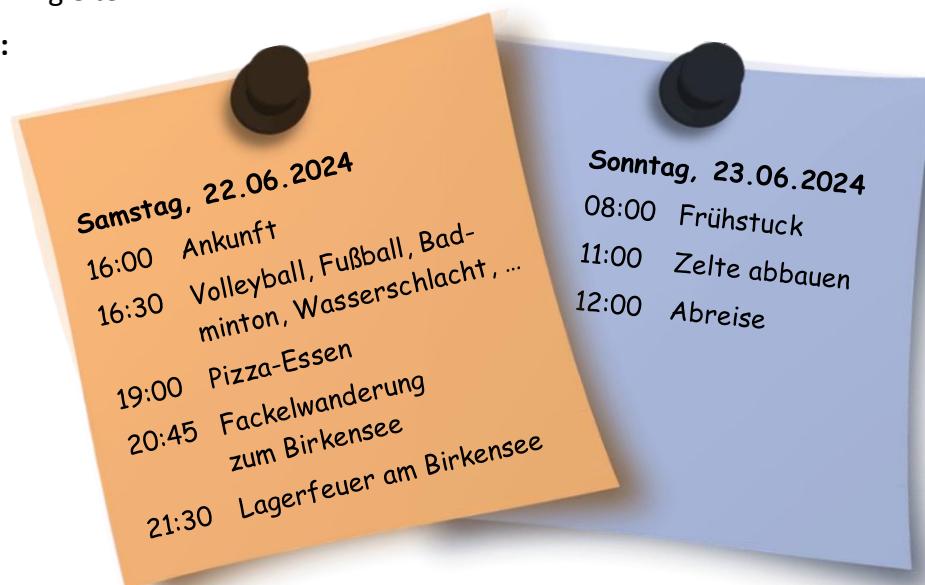 :
Samstag, 22.06.2024
16:00 Ankunft
16:30 Volleyball, Fußball, Bad-
minton, Wasserschlacht, ...
19:00 Pizza-Essen
20:45 Fackelwanderung
zum Birkensee
21:30 Lagerfeuer am Birkensee
Sonntag, 23.06.2024
08:00 Frühstuck
11:00 Zelte abbauen
12:00 Abreise